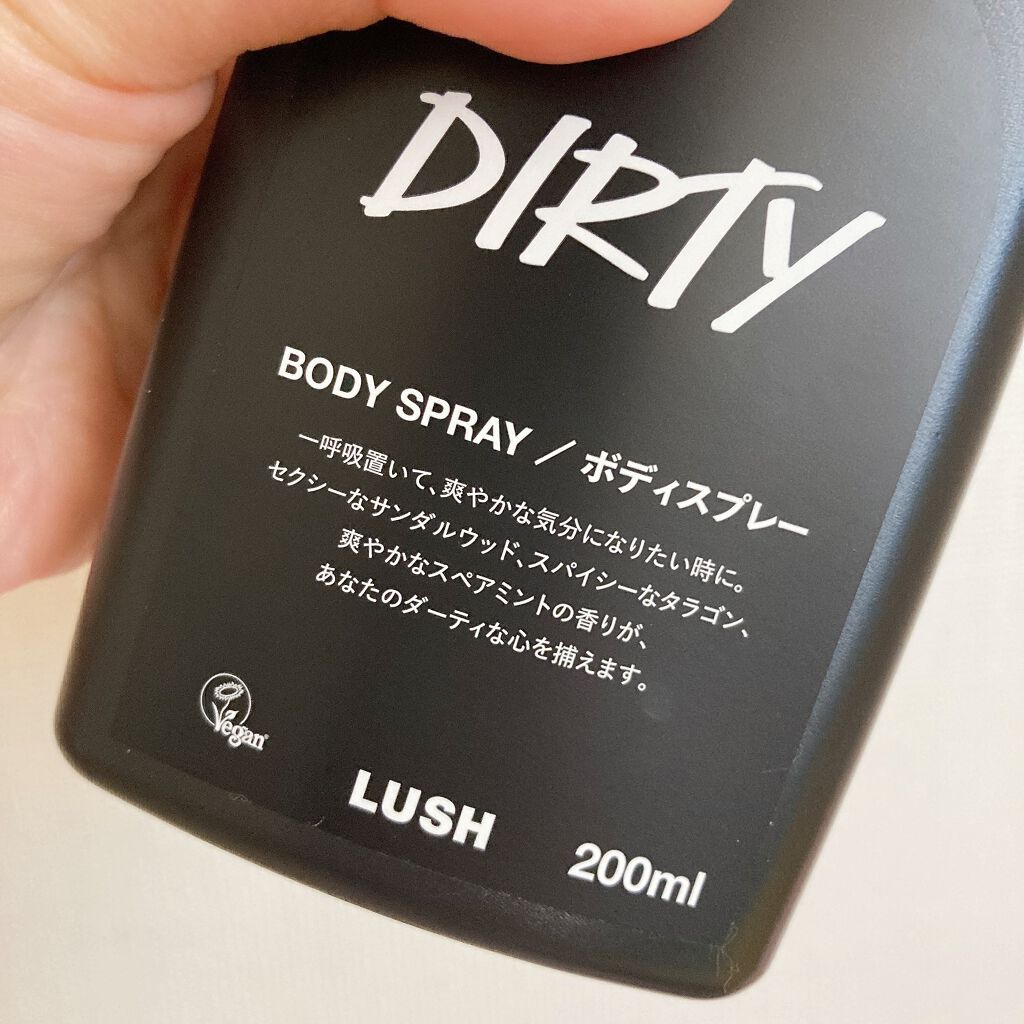 DIRTY
BODY SPRAY / ボディスプレー
一呼吸置いて、爽やかな気分になりたい時に。
セクシーなサンダルウッド、スパイシーなタラゴン、
爽やかなスペアミントの香りが、
あなたのダーティな心を捕えます。
Vegan
LUSH
200ml